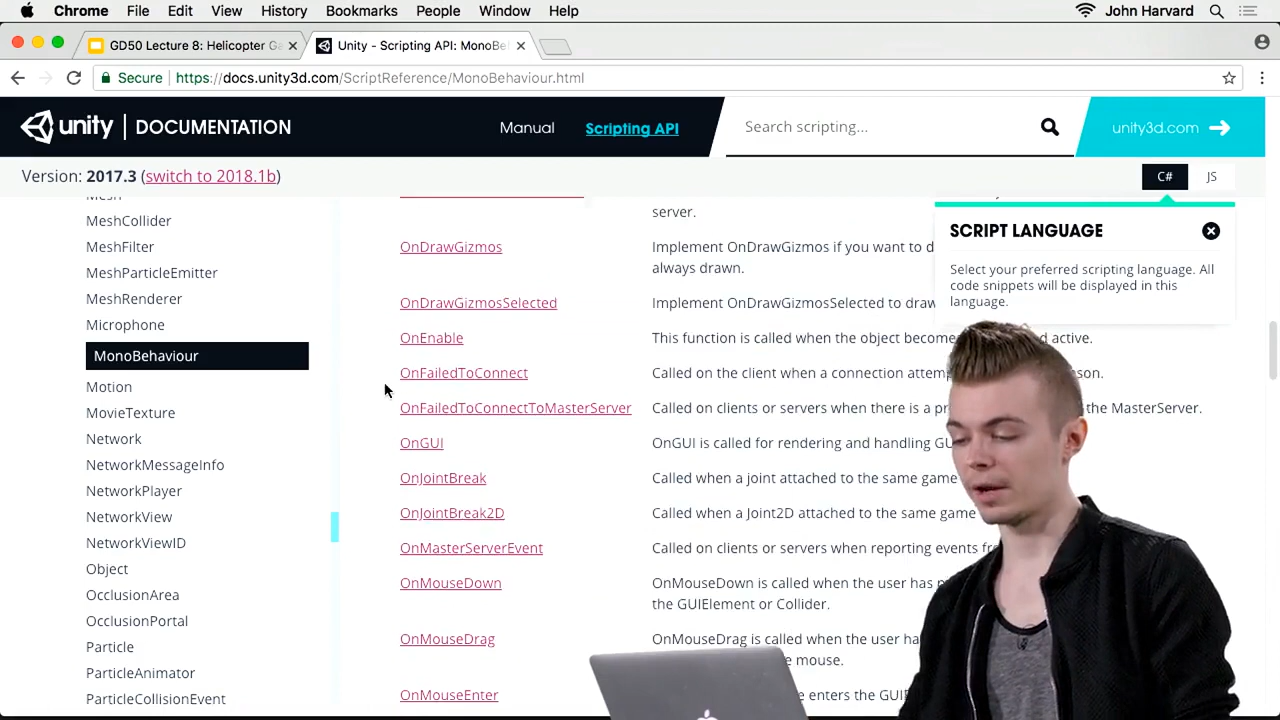 Chrome File Edit View History Bookmarks People Window Help John Harvard
GD50 Lecture 8: Helicopter G
Unity - Scripting API: MonoBe
Secure https://docs.unity3d.com/ScriptReference/MonoBehaviour.html
unity DOCUMENTATION
Manual Scripting API
Search scripting...
unity3d.com
Version: 2017.3 (switch to 2018.1b)
C# JS
SCRIPT LANGUAGE
Select your preferred scripting language. All
code snippets will be displayed in this
language.
MeshCollider
MeshFilter
MeshParticleEmitter
MeshRenderer
Microphone
MonoBehaviour
Motion
MovieTexture
Network
NetworkMessageInfo
NetworkPlayer
NetworkView
NetworkViewID
Object
OcclusionArea
OcclusionPortal
Particle
ParticleAnimator
ParticleCollisionEvent
server.
OnDrawGizmos Implement OnDrawGizmos if you want to d
always drawn.
OnDrawGizmosSelected Implement OnDrawGizmosSelected to draw
OnEnable This function is called when the object become d active.
OnFailedToConnect Called on the client when a connection attem son.
OnFailedToConnectToMasterServer Called on clients or servers when there is a pr the MasterServer.
OnGUI OnGUI is called for rendering and handling GU
OnJointBreak Called when a joint attached to the same game
OnJointBreak2D Called when a Joint2D attached to the same game
OnMasterServerEvent Called on clients or servers when reporting events fr
OnMouseDown OnMouseDown is called when the user has
the GUIElement or Collider.
OnMouseDrag OnMouseDrag is called when the user ha
e mouse.
OnMouseEnter e enters the GUIE